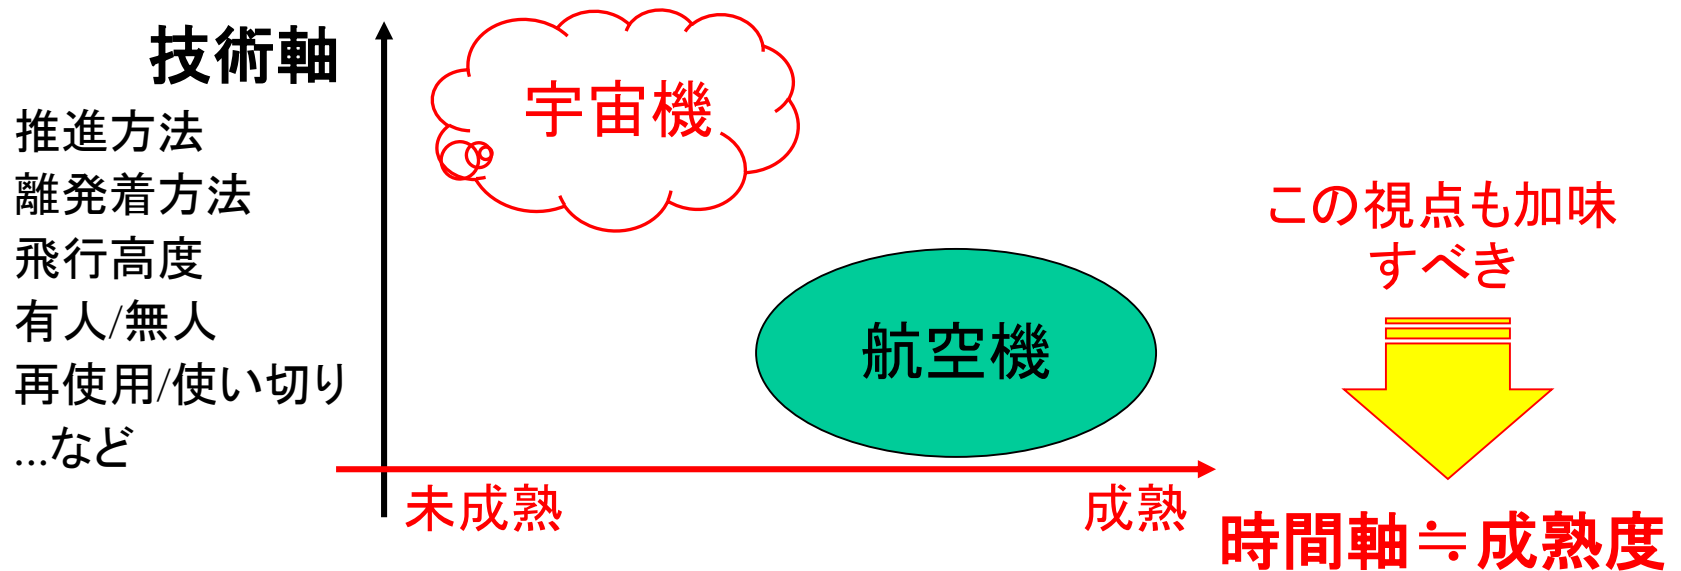 技術軸
推進方法
離発着方法
飛行高度
有人/無人
再使用/使い切り
...など
宇宙機
航空機
未成熟
成熟
この視点も加味
すべき
時間軸≒成熟度